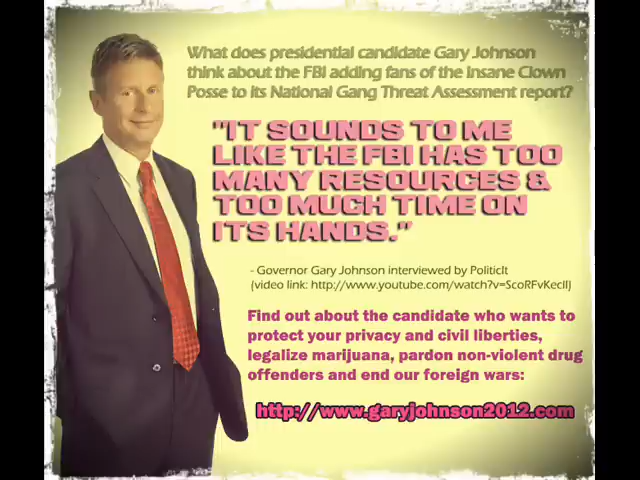 What does presidential candidate Gary Johnson
think about the FBI adding fans of the Insane Clown
Posse to its National Gang Threat Assessment report?
"IT SOUNDS TO ME
LIKE THE FBI HAS TOO
MANY RESOURCES &
TOO MUCH TIME ON
ITS HANDS."
- Governor Gary Johnson interviewed by PoliticIt
(video link: http://www.youtube.com/watch?v=ScoRFvKecII)
Find out about the candidate who wants to
protect your privacy and civil liberties,
legalize marijuana, pardon non-violent drug
offenders and end our foreign wars:
http://www.garyjohnson2012.com